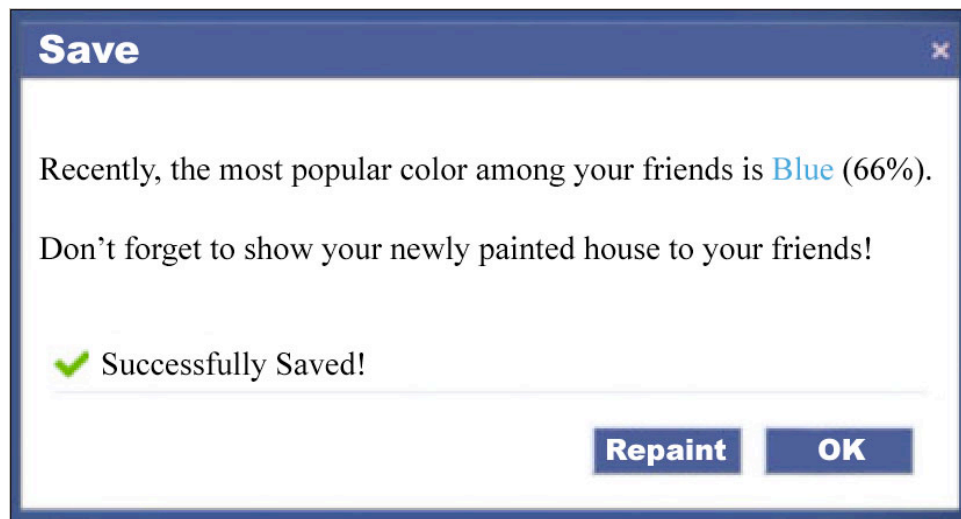 Save
Recently, the most popular color among your friends is Blue (66%).
Don’t forget to show your newly painted house to your friends!
Successfully Saved!
Repaint OK